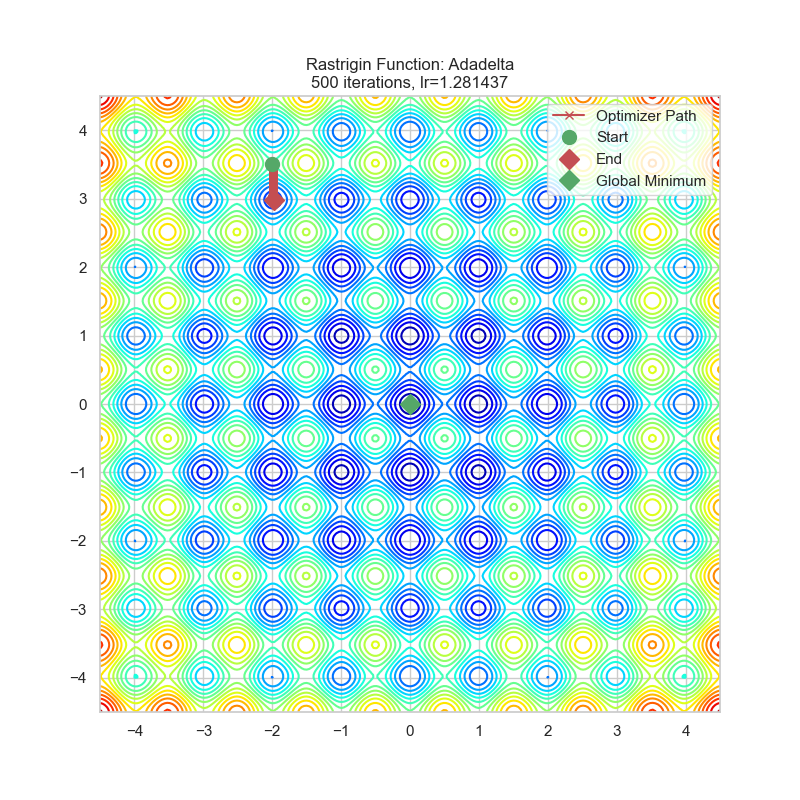 Rastrigin Function: Adadelta
500 iterations, lr=1.281437
Optimizer Path
Start
End
Global Minimum
4
3
2
1
0
−1
−2
−3
−4
−4 −3 −2 −1 0 1 2 3 4